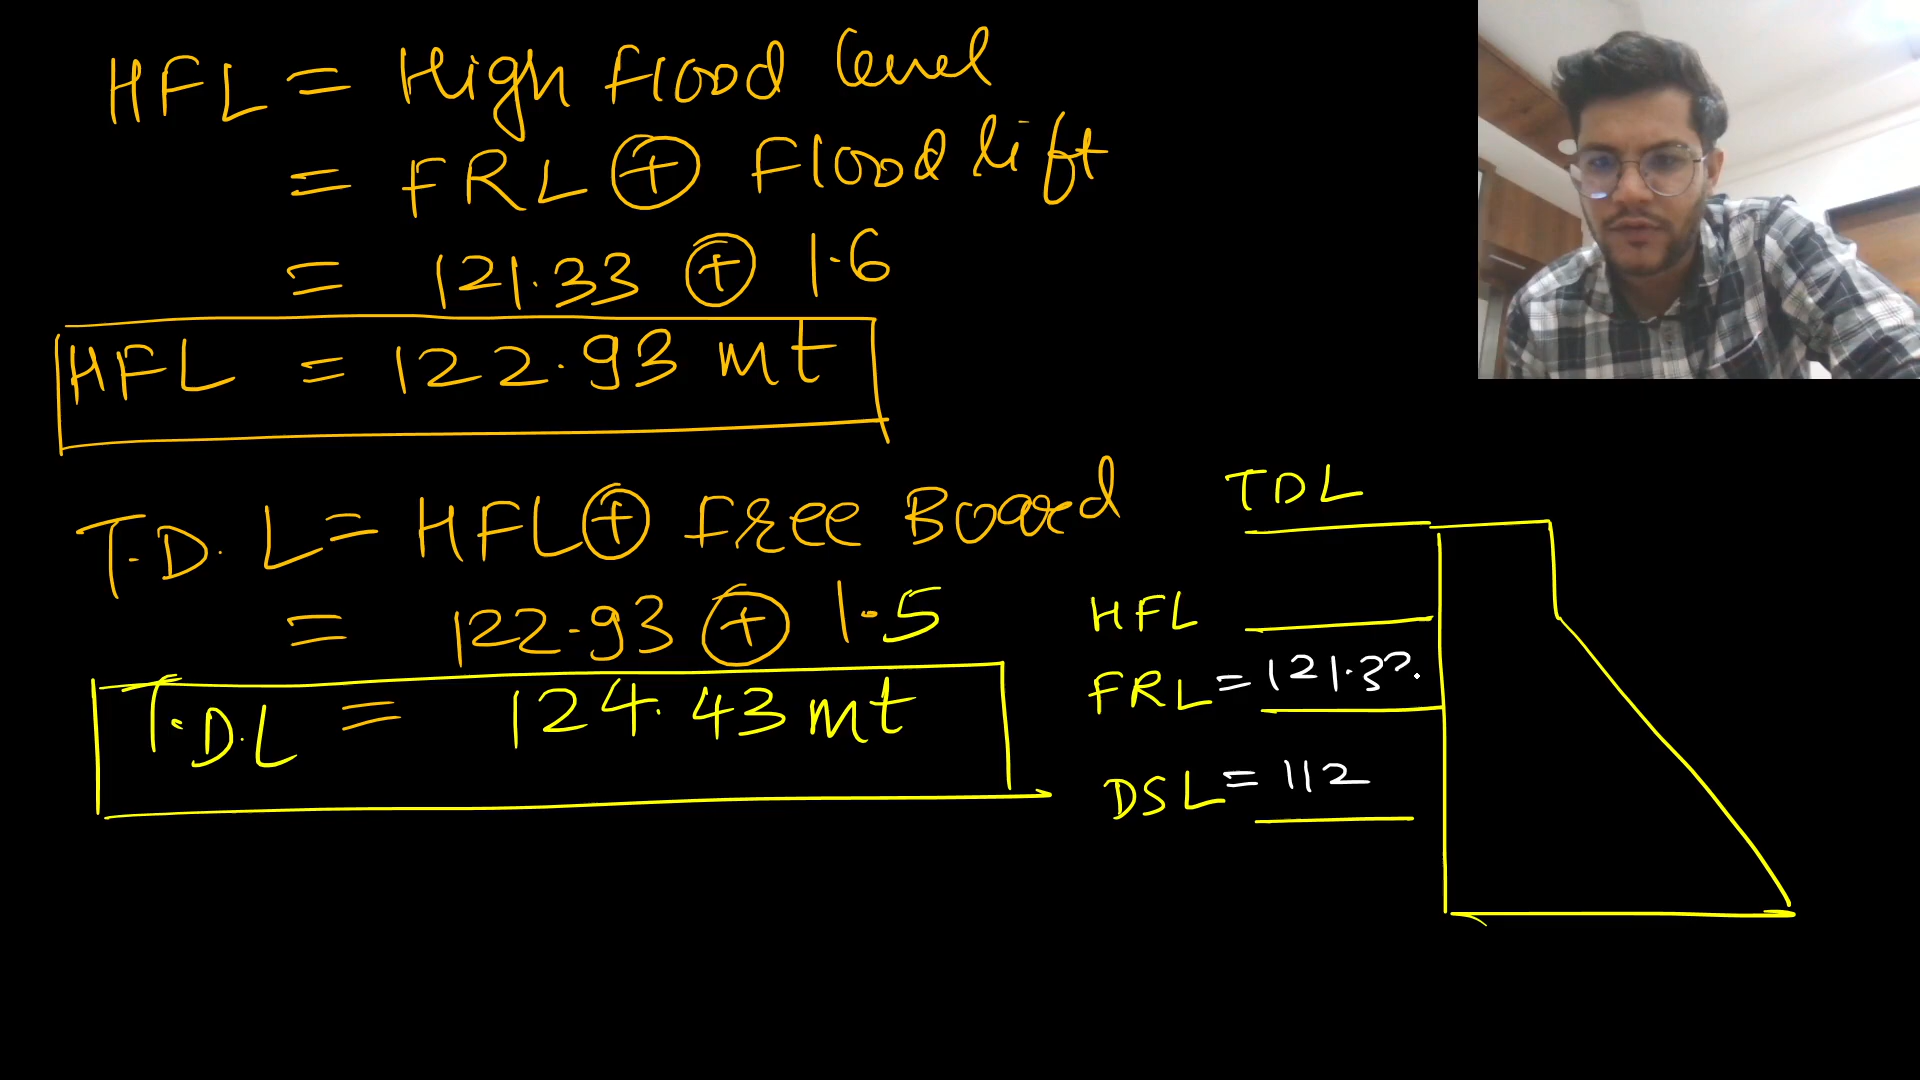 HFL = High flood level
= FRL ⊕ Flood lift
= 121.33 ⊕ 1.6
HFL = 122.93 mt
T.D.L = HFL ⊕ Free Board
= 122.93 ⊕ 1.5
T.D.L = 124.43 mt
TDL
HFL
FRL = 121.33.
DSL = 112